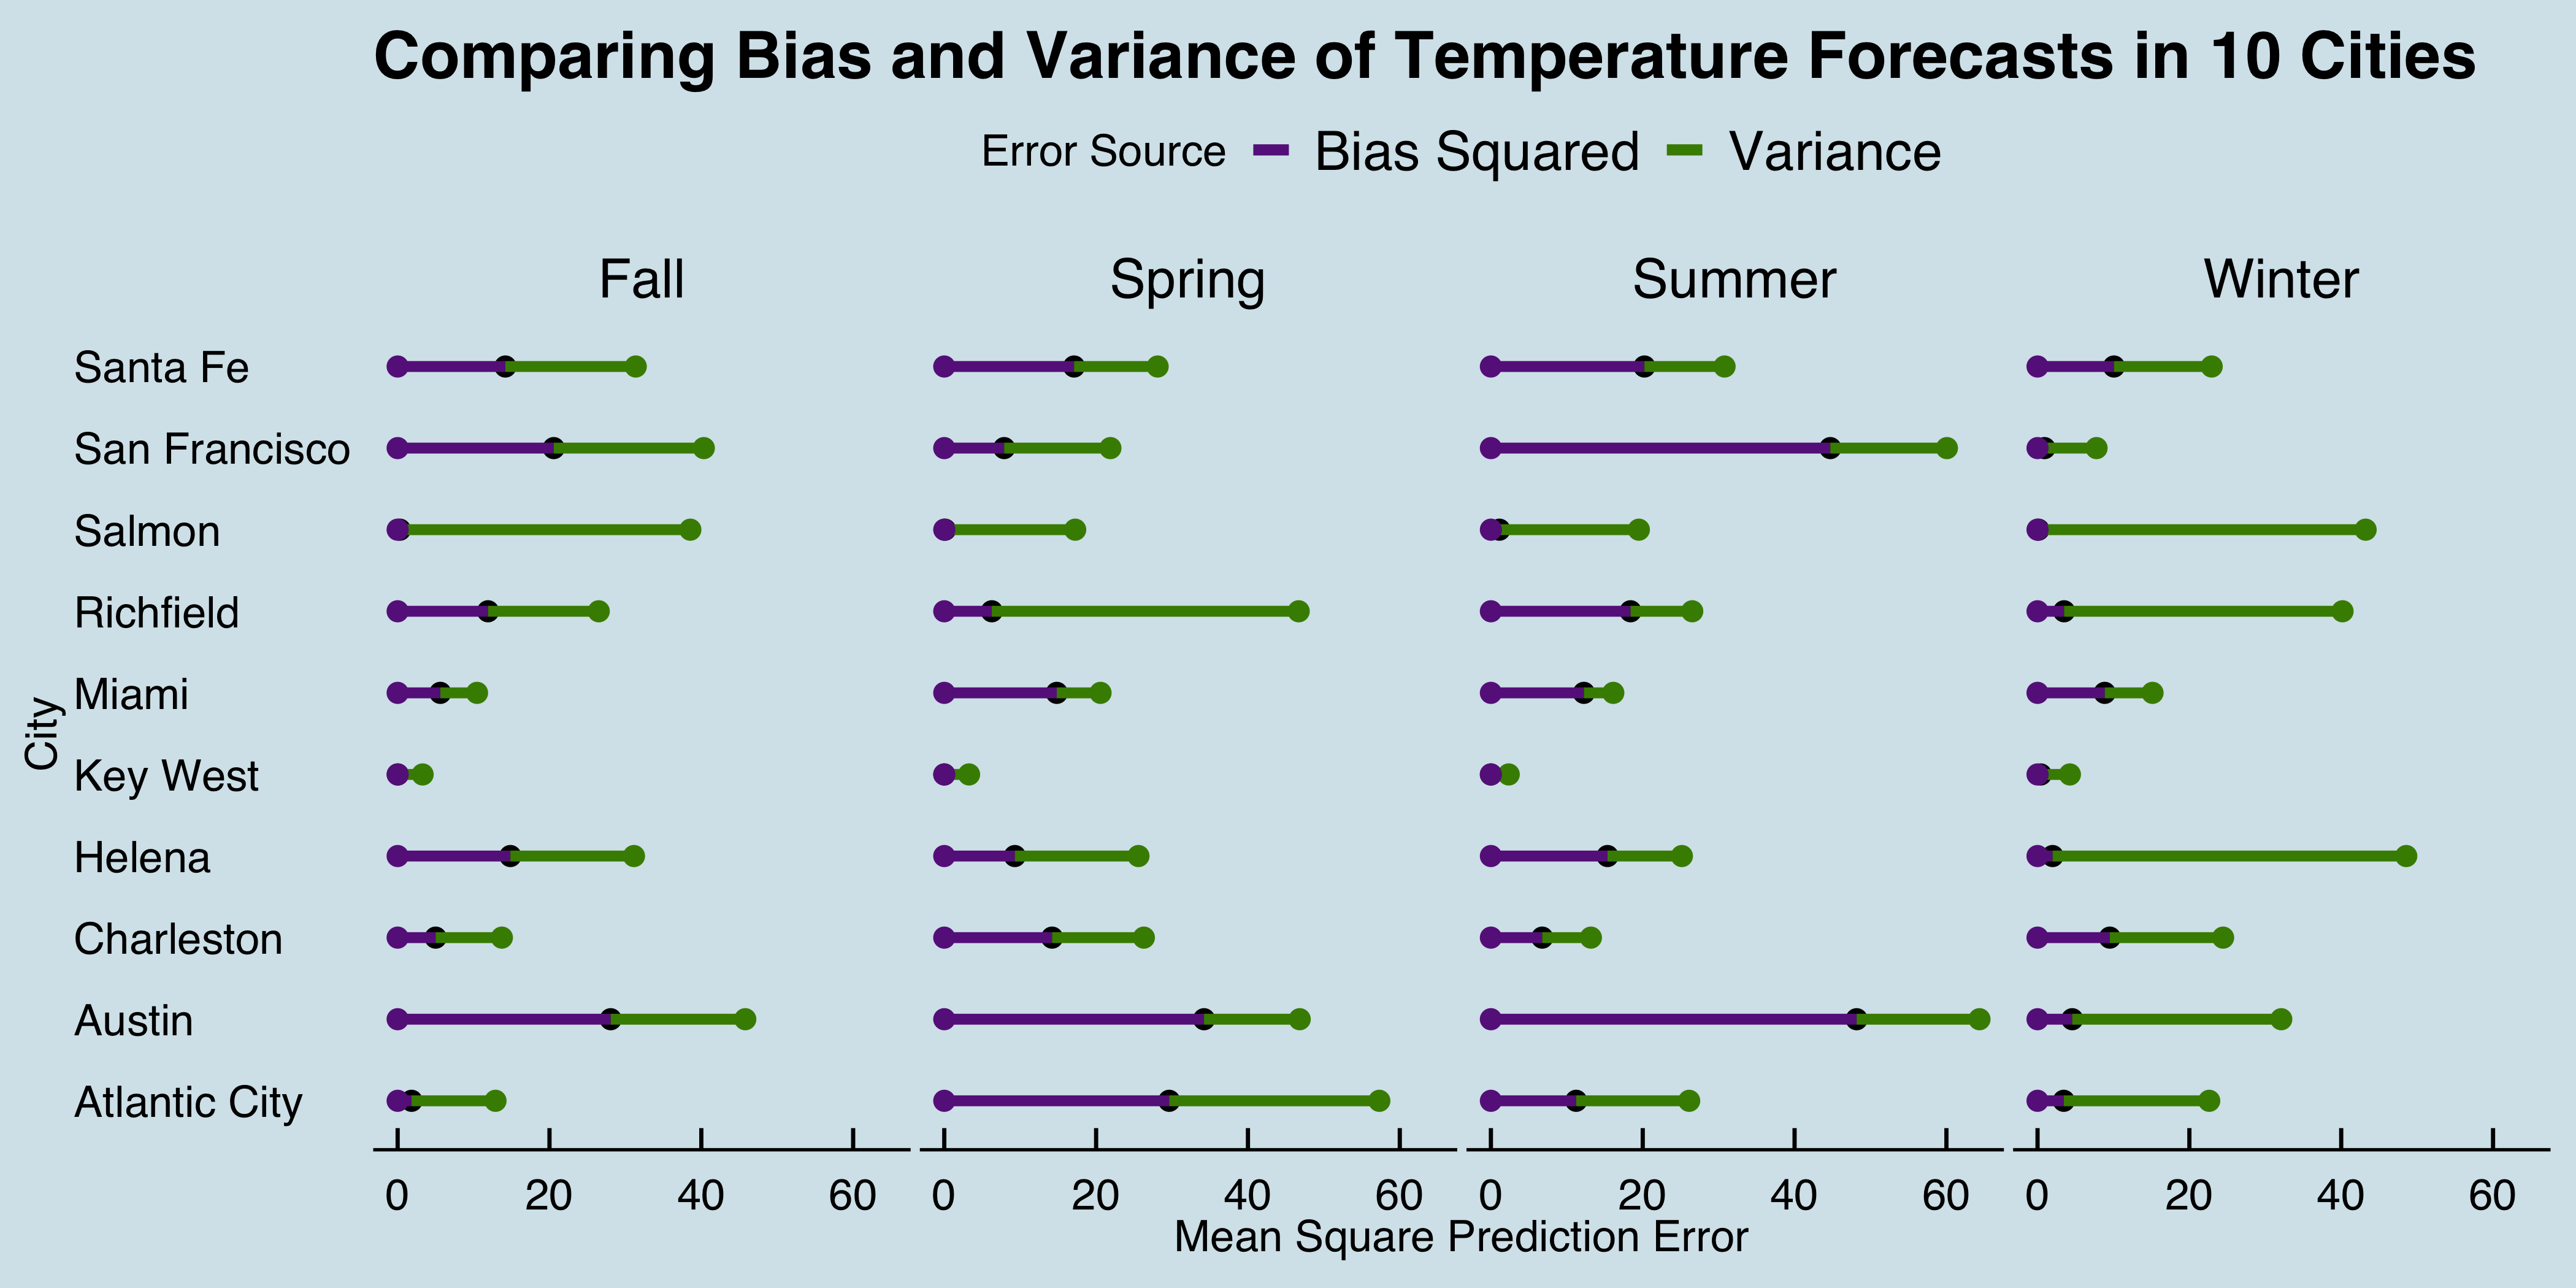 Comparing Bias and Variance of Temperature Forecasts in 10 Cities
Error Source Bias Squared Variance
Fall Spring Summer Winter
Santa Fe
San Francisco
Salmon
Richfield
Miami
City
Key West
Helena
Charleston
Austin
Atlantic City
0 20 40 60 0 20 40 60 0 20 40 60 0 20 40 60
Mean Square Prediction Error